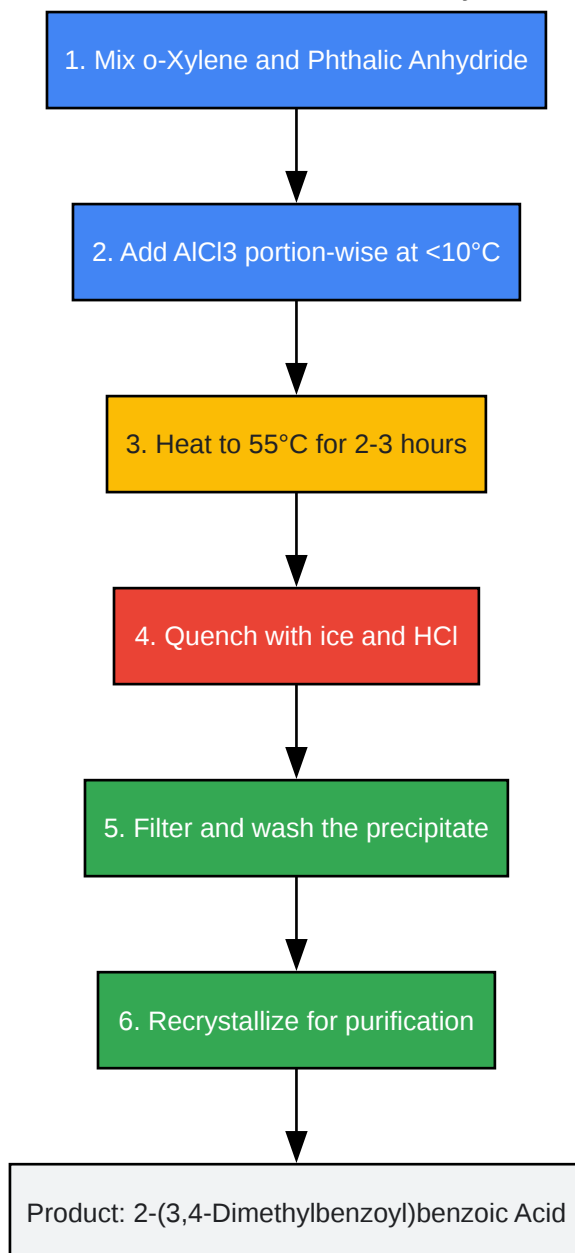 1. Mix o-Xylene and Phthalic Anhydride
2. Add AlCl3 portion-wise at <10°C
3. Heat to 55°C for 2-3 hours
4. Quench with ice and HCl
5. Filter and wash the precipitate
6. Recrystallize for purification
Product: 2-(3,4-Dimethylbenzoyl)benzoic Acid